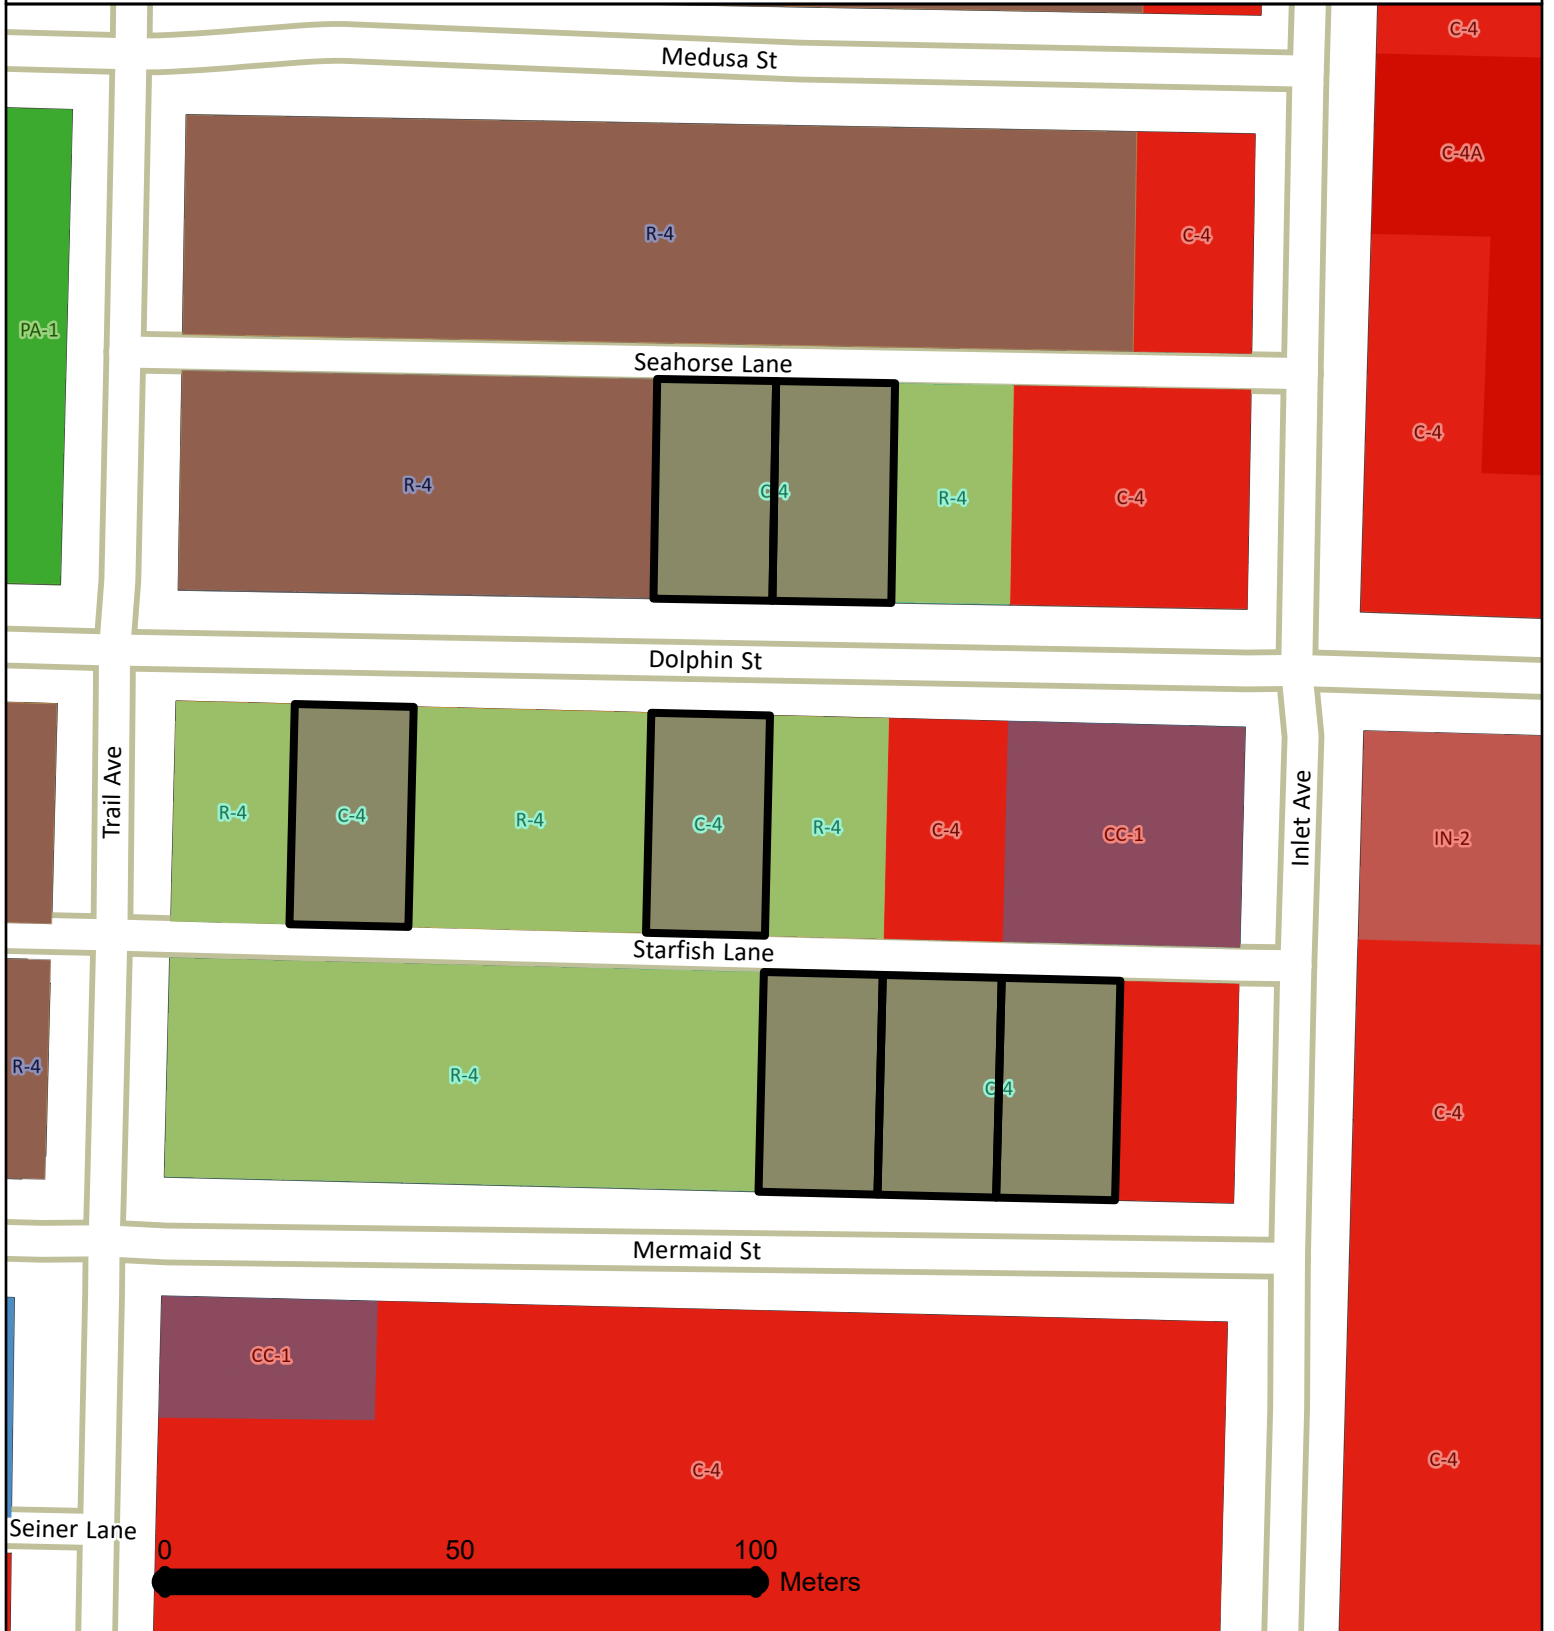 C-4
Medusa St
C-4A
R-4
C-4
PA-1
Seahorse Lane
C-4
R-4
C-4
R-4
C-4
Dolphin St
Trail Ave
Inlet Ave
R-4
C-4
R-4
C-4
R-4
C-4
CC-1
IN-2
Starfish Lane
R-4
R-4
C-4
C-4
Mermaid St
CC-1
C-4
C-4
Seiner Lane
0 50 100
Meters